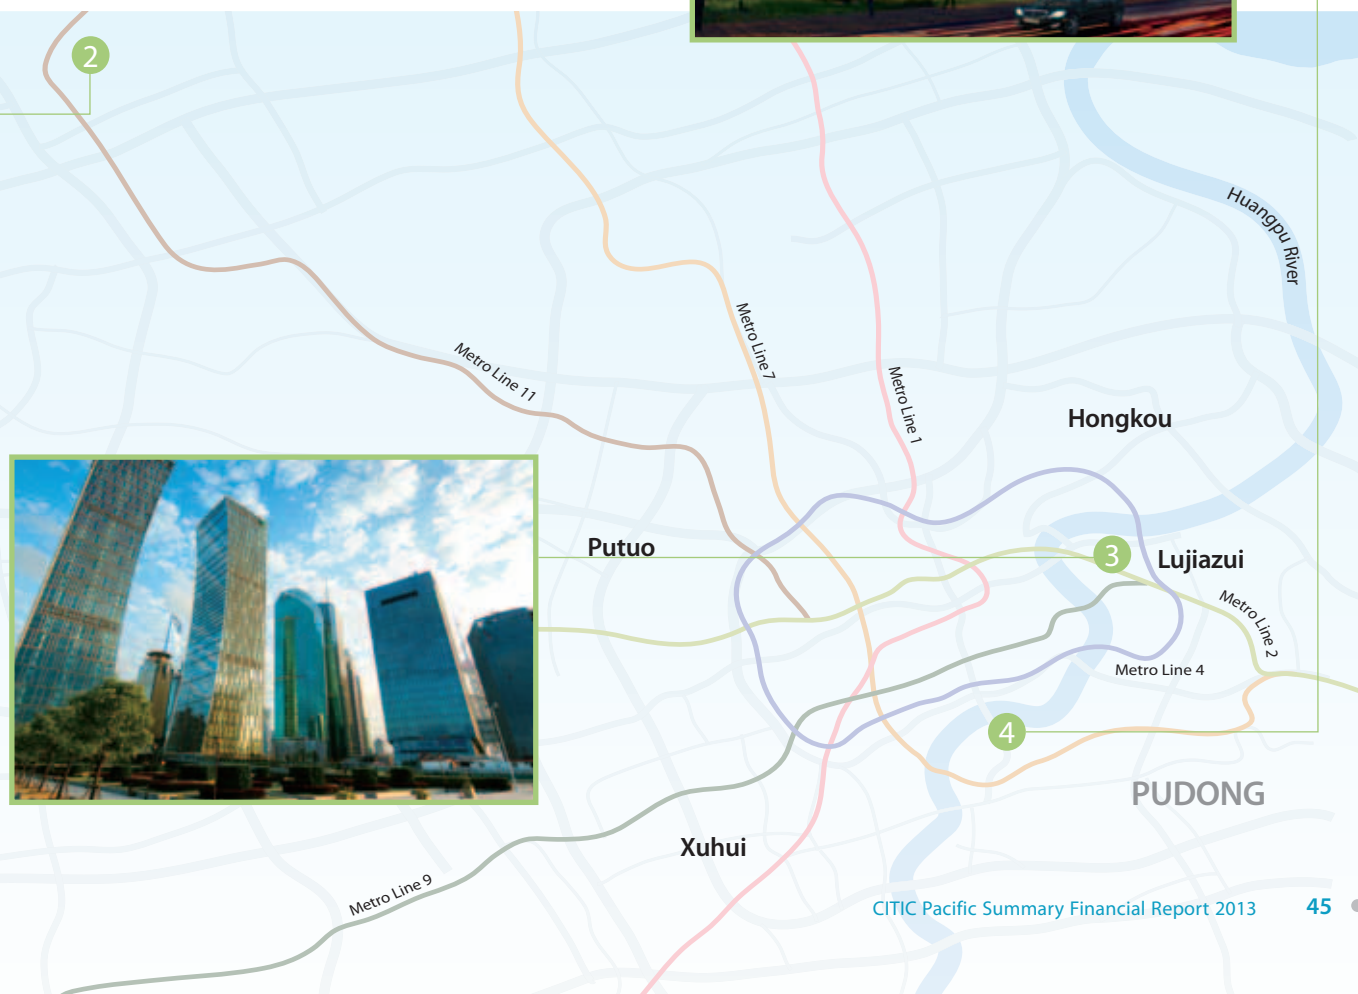 2
Huangpu River
Metro Line 7
Metro Line 11
Metro Line 1
Hongkou
Putuo
3
Lujiazui
Metro Line 2
Metro Line 4
4
PUDONG
Xuhui
Metro Line 9
CITIC Pacific Summary Financial Report 2013 45